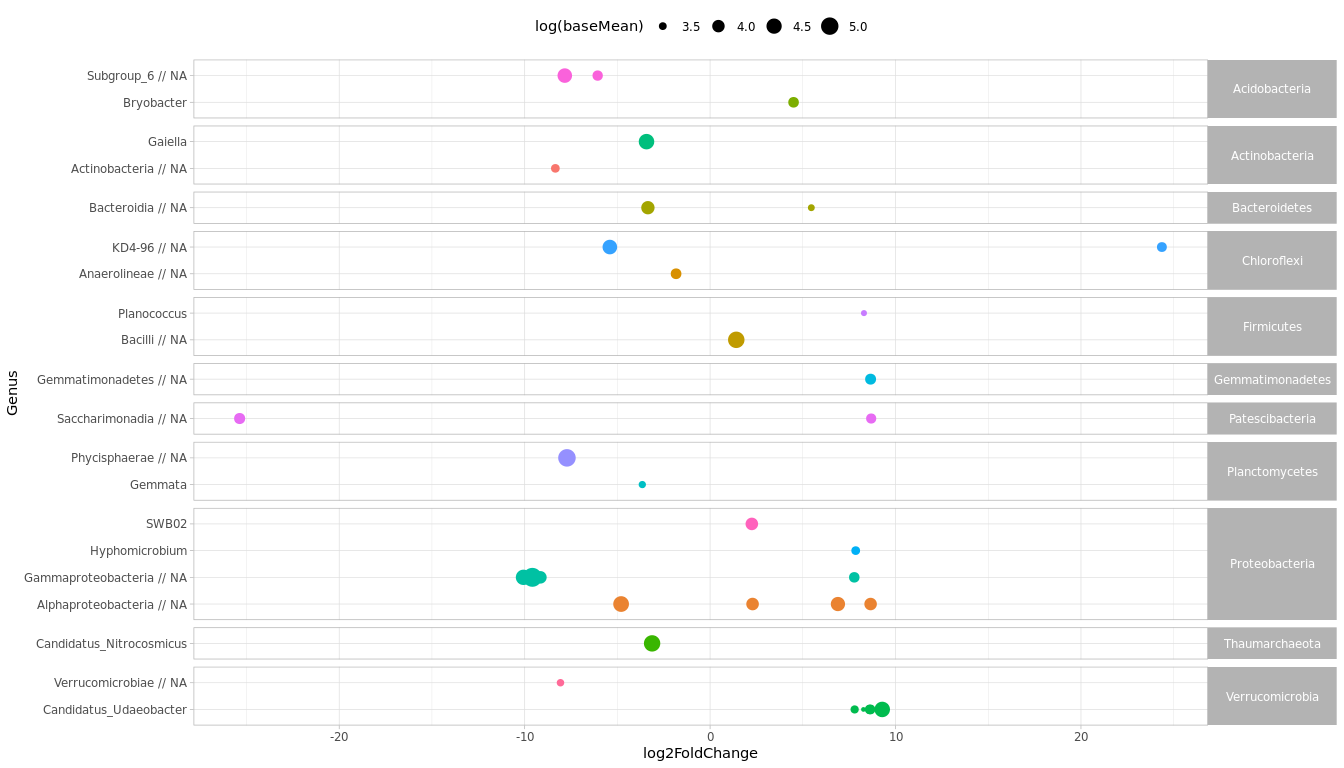 log(baseMean) 3.5 4.0 4.5 5.0
Subgroup_6 // NA
Bryobacter
Acidobacteria
Gaiella
Actinobacteria // NA
Actinobacteria
Bacteroidia // NA
Bacteroidetes
KD4-96 // NA
Anaerolineae // NA
Chloroflexi
Planococcus
Bacilli // NA
Firmicutes
Gemmatimonadetes // NA
Gemmatimonadetes
Saccharimonadia // NA
Patescibacteria
Phycisphaerae // NA
Gemmata
Planctomycetes
SWB02
Hyphomicrobium
Gammaproteobacteria // NA
Alphaproteobacteria // NA
Proteobacteria
Candidatus_Nitrocosmicus
Thaumarchaeota
Verrucomicrobiae // NA
Candidatus_Udaeobacter
Verrucomicrobia
Genus
-20 -10 0 10 20
log2FoldChange